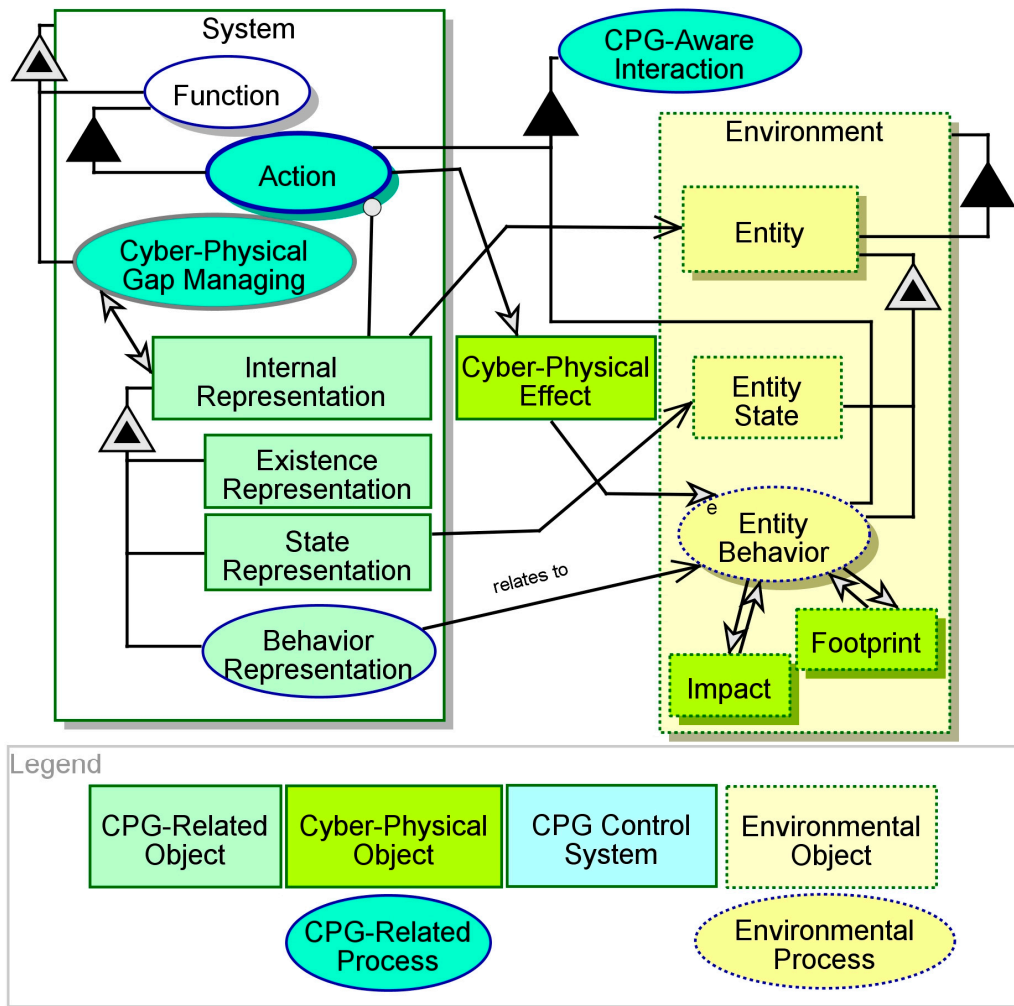 System
Function
Action
Cyber-Physical
Gap Managing
Internal
Representation
Existence
Representation
State
Representation
Behavior
Representation
CPG-Aware
Interaction
Cyber-Physical
Effect
relates to
Environment
Entity
Entity
State
e
Entity
Behavior
Footprint
Impact
Legend
CPG-Related
Object
Cyber-Physical
Object
CPG Control
System
Environmental
Object
CPG-Related
Process
Environmental
Process